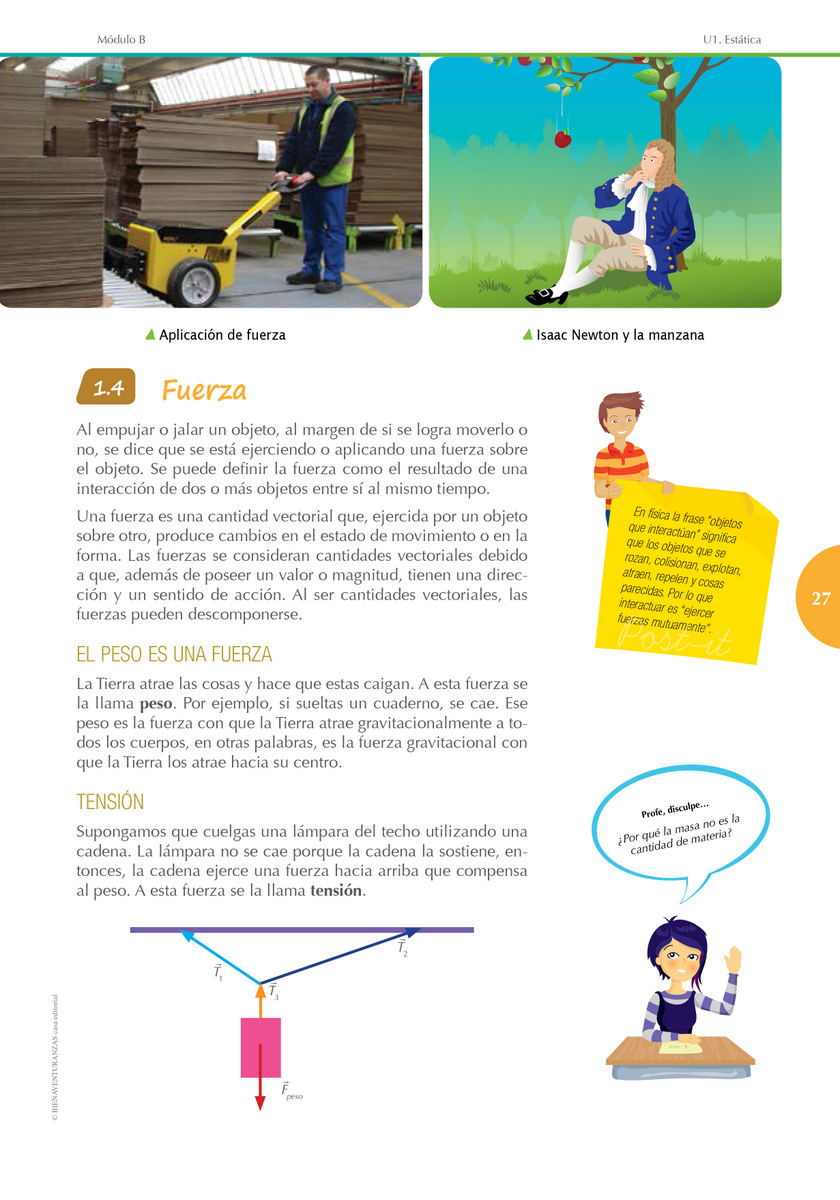 Módulo B
U1. Estática
Aplicación de fuerza
Isaac Newton y la manzana
1.4 Fuerza
Al empujar o jalar un objeto, al margen de si se logra moverlo o
no, se dice que se está ejerciendo o aplicando una fuerza sobre
el objeto. Se puede definir la fuerza como el resultado de una
interacción de dos o más objetos entre sí al mismo tiempo.
Una fuerza es una cantidad vectorial que, ejercida por un objeto
sobre otro, produce cambios en el estado de movimiento o en la
forma. Las fuerzas se consideran cantidades vectoriales debido
a que, además de poseer un valor o magnitud, tienen una direc-
ción y un sentido de acción. Al ser cantidades vectoriales, las
fuerzas pueden descomponerse.
En física la frase "objetos
que interactúan" significa
que los objetos que se
rozan, colisionan, explotan,
atraen, repelen y cosas
parecidas. Por lo que
interactuar es "ejercer
fuerzas mutuamente".
Post-it
27
EL PESO ES UNA FUERZA
La Tierra atrae las cosas y hace que estas caigan. A esta fuerza se
la llama peso. Por ejemplo, si sueltas un cuaderno, se cae. Ese
peso es la fuerza con que la Tierra atrae gravitacionalmente a to-
dos los cuerpos, en otras palabras, es la fuerza gravitacional con
que la Tierra los atrae hacia su centro.
TENSIÓN
Supongamos que cuelgas una lámpara del techo utilizando una
cadena. La lámpara no se cae porque la cadena la sostiene, en-
tonces, la cadena ejerce una fuerza hacia arriba que compensa
al peso. A esta fuerza se la llama tensión.
Profe, disculpe...
¿Por qué la masa no es la
cantidad de materia?
T⃗1
T⃗2
T⃗3
F⃗peso
© BIENAVENTURANZAS casa editorial